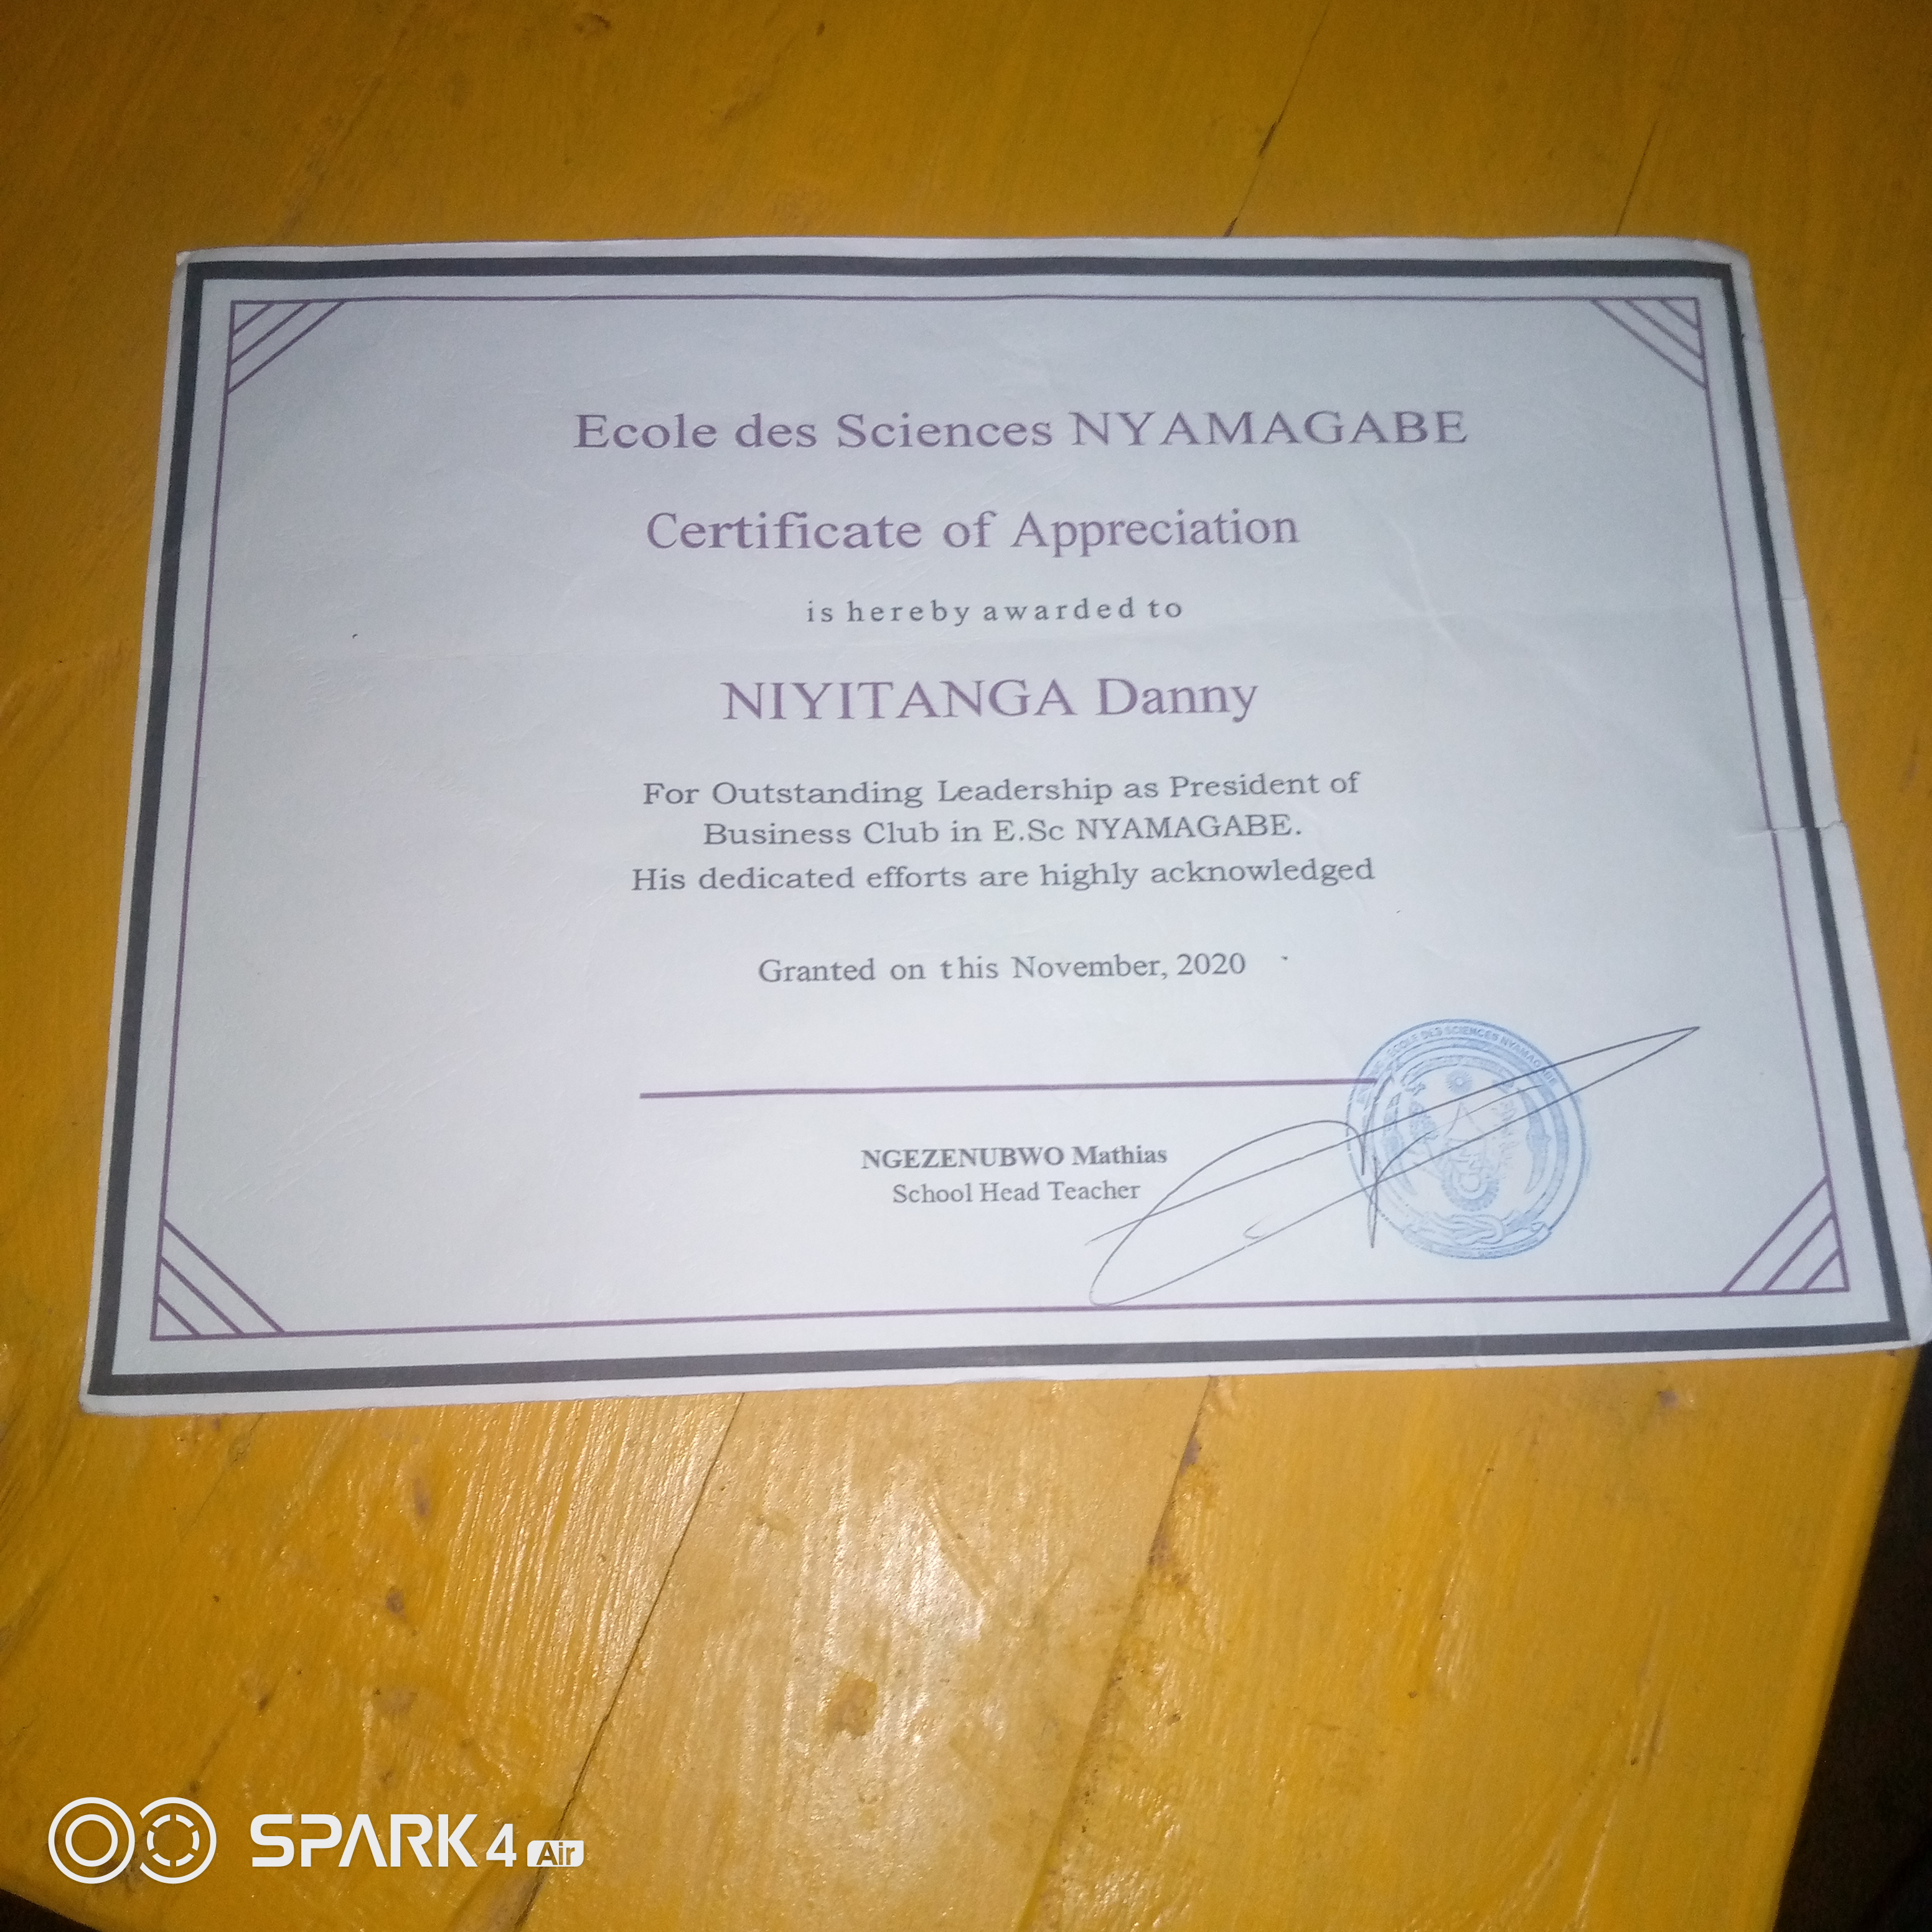 Ecole des Sciences NYAMAGABE
Certificate of Appreciation
is hereby awarded to
NIYITANGA Danny
For Outstanding Leadership as President of
Business Club in E.Sc NYAMAGABE.
His dedicated efforts are highly acknowledged
Granted on this November, 2020
ECOLE DES SCIENCES NYAMAGABE
NGEZENUBWO Mathias
School Head Teacher
SPARK 4 Air